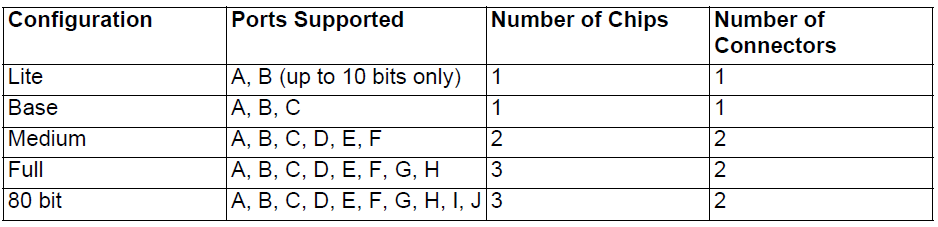 Configuration Ports Supported Number of Chips Number of Connectors
Lite A, B (up to 10 bits only) 1 1
Base A, B, C 1 1
Medium A, B, C, D, E, F 2 2
Full A, B, C, D, E, F, G, H 3 2
80 bit A, B, C, D, E, F, G, H, I, J 3 2